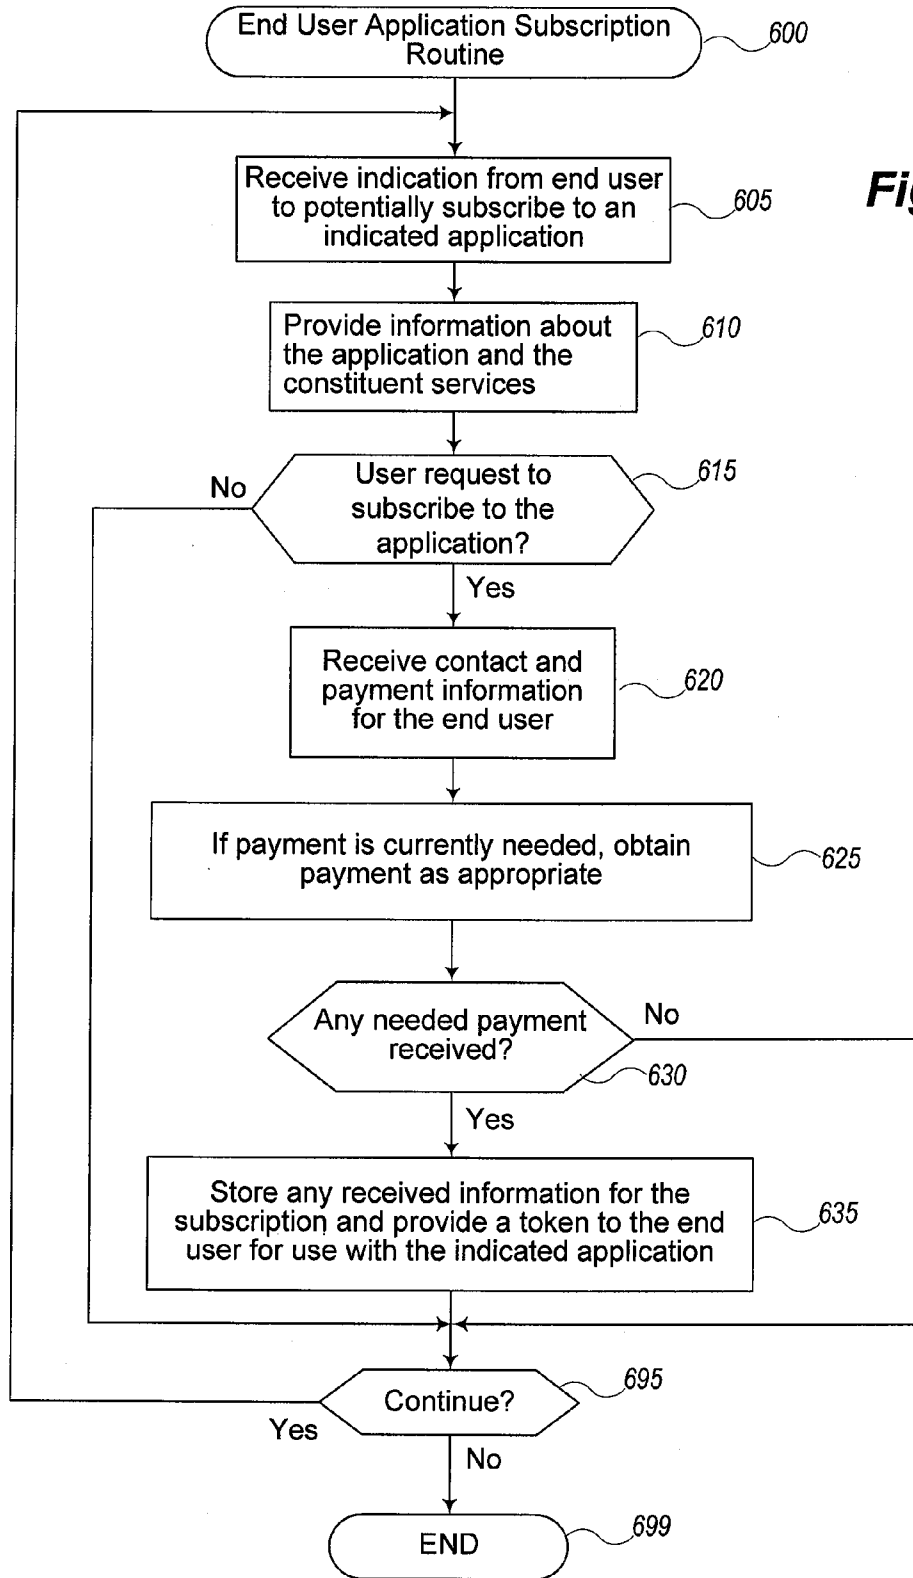 End User Application Subscription
Routine
600
Receive indication from end user
to potentially subscribe to an
indicated application
605
Fig
Provide information about
the application and the
constituent services
610
User request to
subscribe to the
application?
615
No
Yes
Receive contact and
payment information
for the end user
620
If payment is currently needed, obtain
payment as appropriate
625
Any needed payment
received?
No
630
Yes
Store any received information for the
subscription and provide a token to the end
user for use with the indicated application
635
Continue?
695
Yes
No
END
699